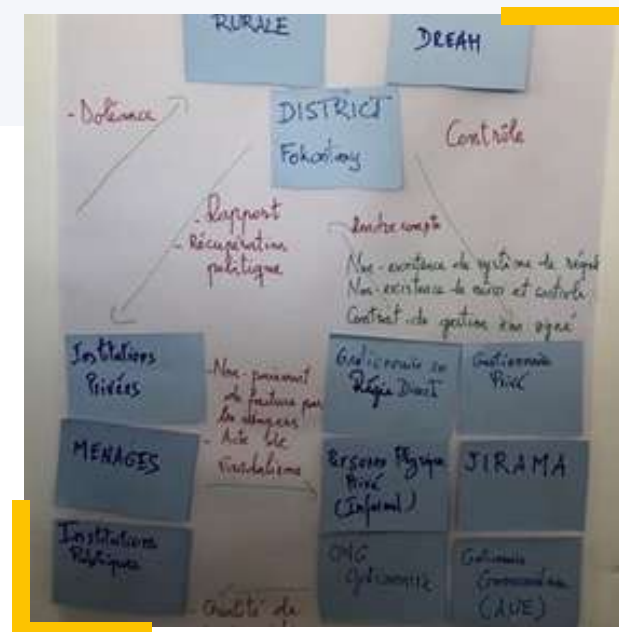 RURALE
DREAH
DISTRICT
Fokontany
- Doléance
Contrôle
- Rapport
- Récupération
politique
Rendre compte
Non-existence de système de
Non-existence de suivi et contrôle
Contrat de gestion non signé
Institutions
Privées
- Non-paiement
de facture par
les usagers
- Acte de
Vandalisme
MENAGES
Institutions
Publiques
Gestionnaire en
Régie Direct
Gestionnaire
Privé
Personne Physique
Privé
(Informel)
JIRAMA
ONG
Gestionnaire
Gestionnaire
(AUE)
- Qualité de